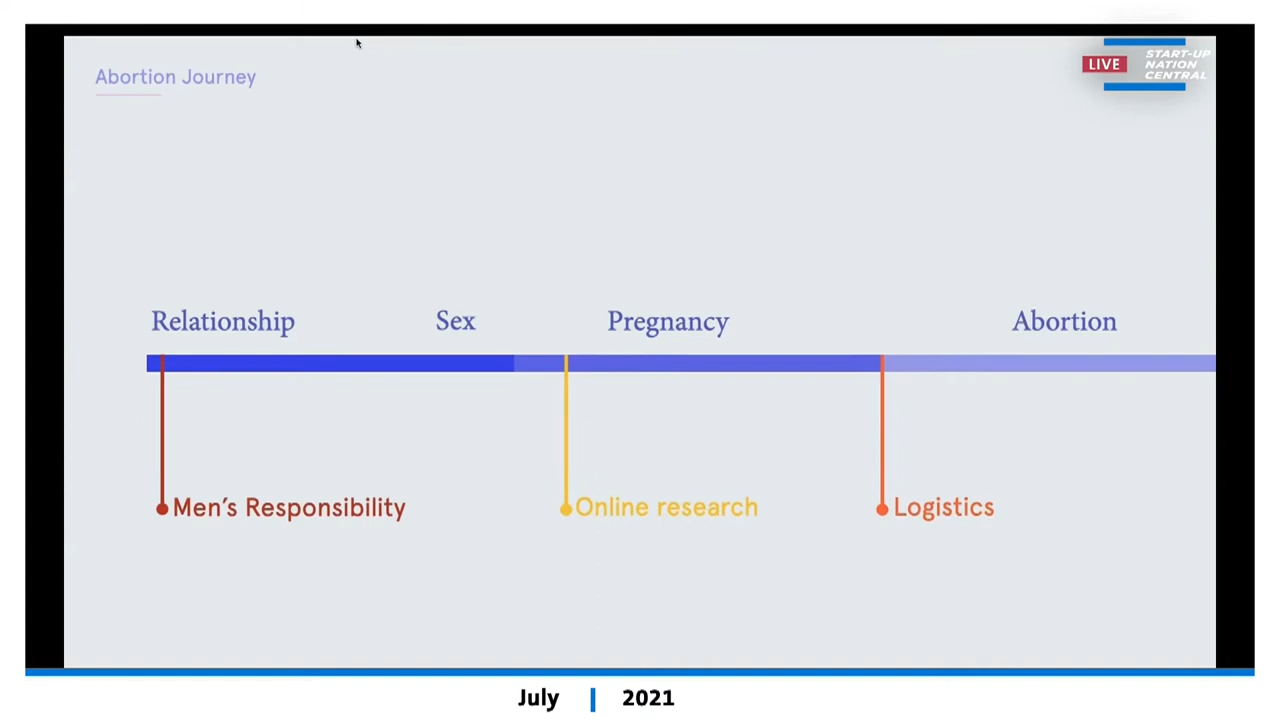 Abortion Journey
LIVE
START-UP
NATION
CENTRAL
Relationship
Sex
Pregnancy
Abortion
Men's Responsibility
Online research
Logistics
July | 2021